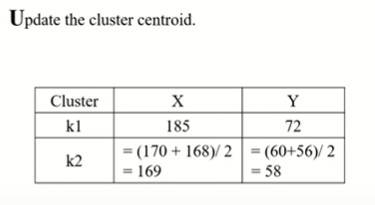 Update the cluster centroid.
Cluster X Y
k1 185 72
k2 = (170 + 168)/ 2 = (60+56)/ 2
= 169 = 58